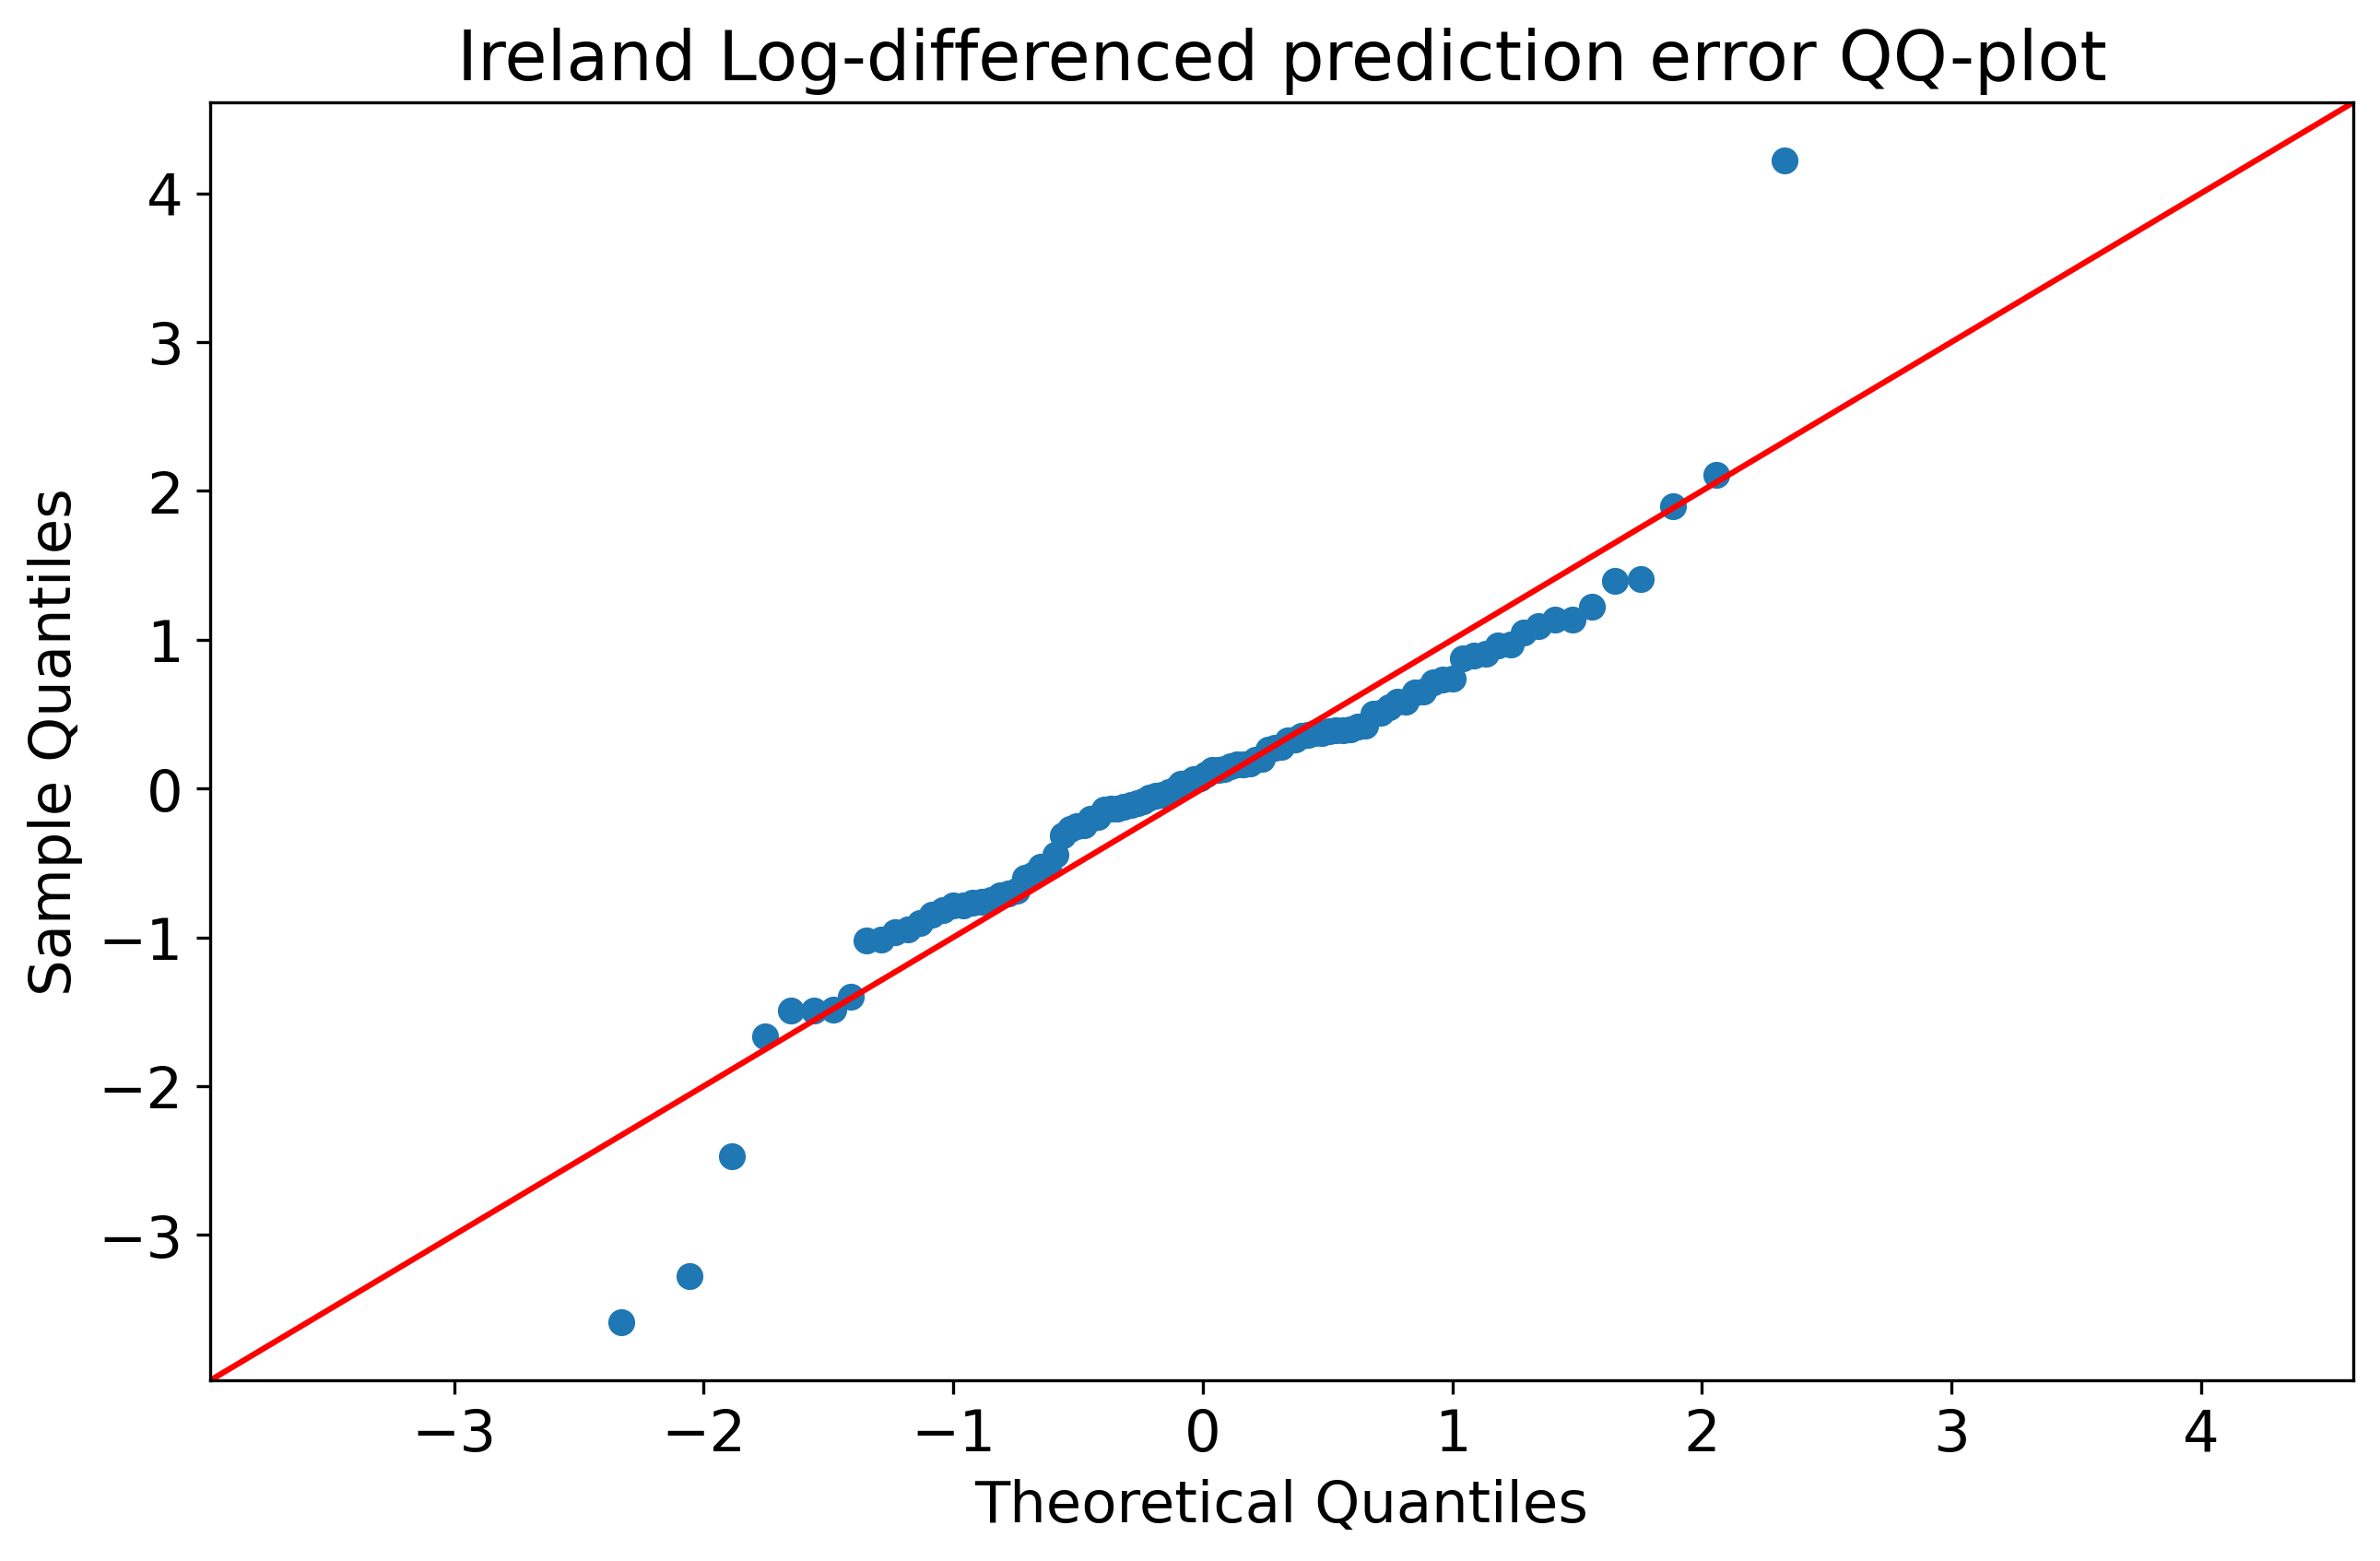 Ireland Log-differenced prediction error QQ-plot
4
3
2
1
0
−1
−2
−3
Sample Quantiles
−3 −2 −1 0 1 2 3 4
Theoretical Quantiles